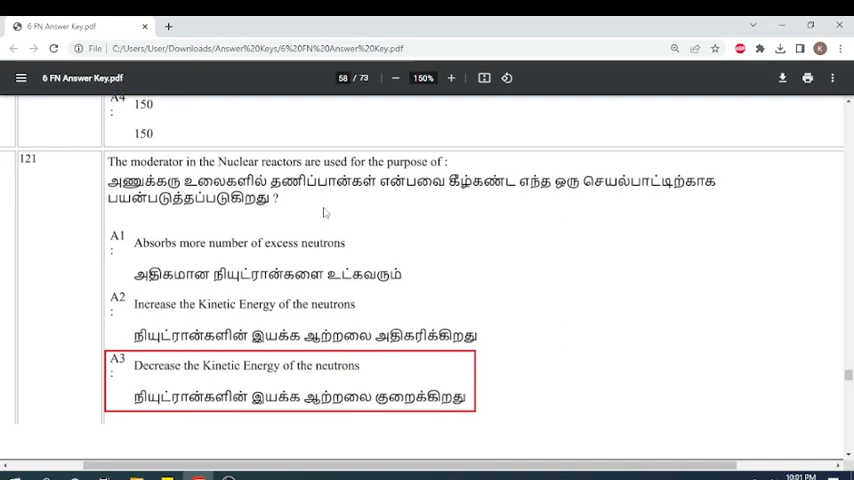 6 FN Answer Key.pdf
File
C:/Users/User/Downloads/Answer%20Keys/6%20FN%20Answer%20Key.pdf
ABP
K
6 FN Answer Key.pdf
58 / 73
150%
A4
:
150
150
121
The moderator in the Nuclear reactors are used for the purpose of :
அணுக்கரு உலைகளில் தணிப்பான்கள் என்பவை கீழ்கண்ட எந்த ஒரு செயல்பாட்டிற்காக
பயன்படுத்தப்படுகிறது ?
A1
:
Absorbs more number of excess neutrons
அதிகமான நியுட்ரான்களை உட்கவரும்
A2
:
Increase the Kinetic Energy of the neutrons
நியுட்ரான்களின் இயக்க ஆற்றலை அதிகரிக்கிறது
A3
:
Decrease the Kinetic Energy of the neutrons
நியுட்ரான்களின் இயக்க ஆற்றலை குறைக்கிறது
10:01 PM